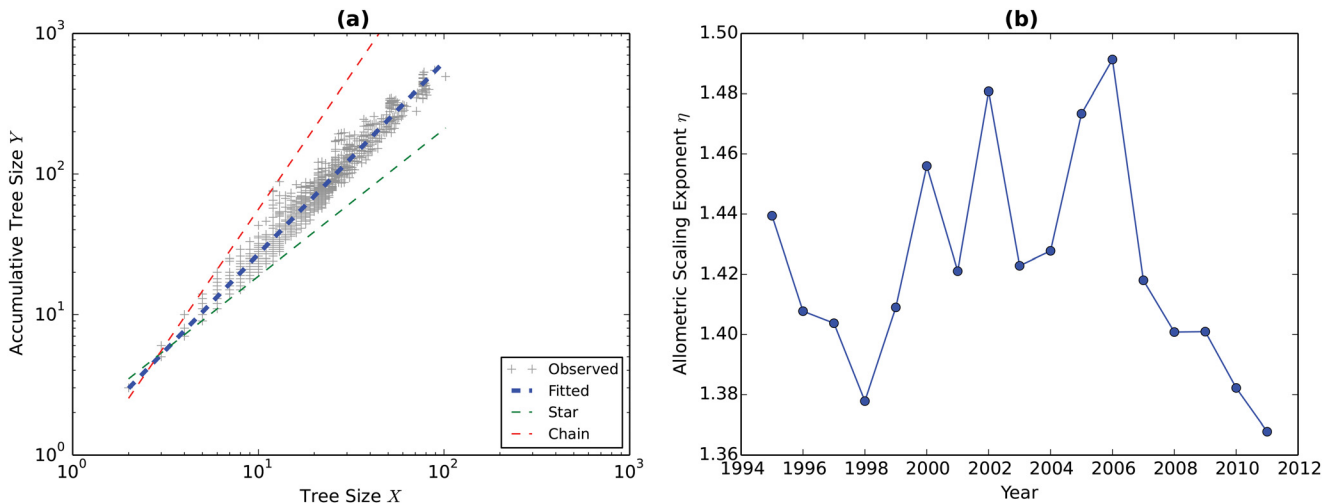 (a)
10^3
10^2
10^1
10^0
Accumulative Tree Size Y
Observed
Fitted
Star
Chain
10^0 10^1 10^2 10^3
Tree Size X
(b)
1.50
1.48
1.46
1.44
1.42
1.40
1.38
1.36
Allometric Scaling Exponent η
1994 1996 1998 2000 2002 2004 2006 2008 2010 2012
Year